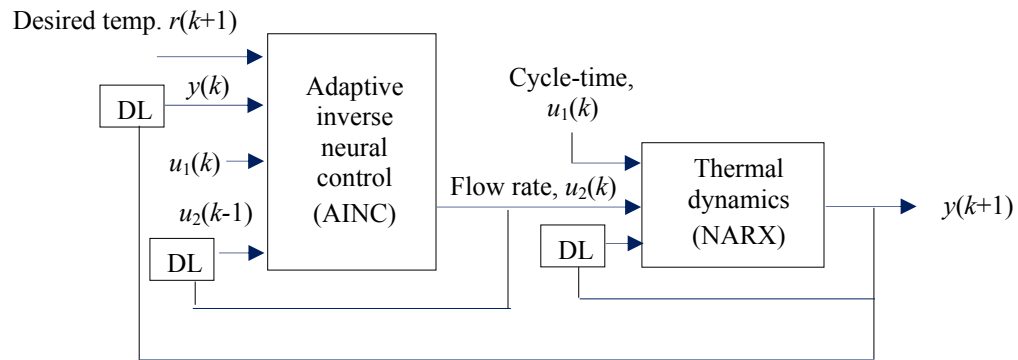 Desired temp. r(k+1)
y(k)
DL
u1(k)
u2(k-1)
DL
Adaptive
inverse
neural
control
(AINC)
Cycle-time,
u1(k)
Flow rate, u2(k)
DL
Thermal
dynamics
(NARX)
y(k+1)